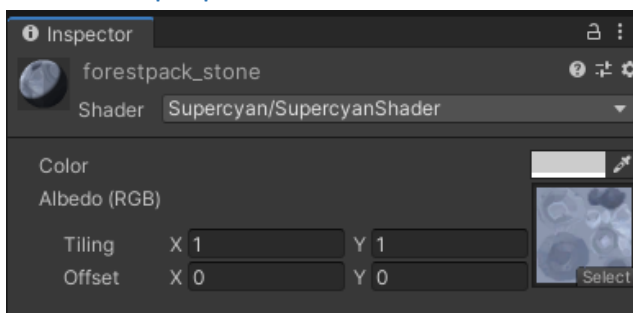 Inspector
forestpack_stone
Shader Supercyan/SupercyanShader
Color
Albedo (RGB)
Tiling X 1 Y 1
Offset X 0 Y 0
Select